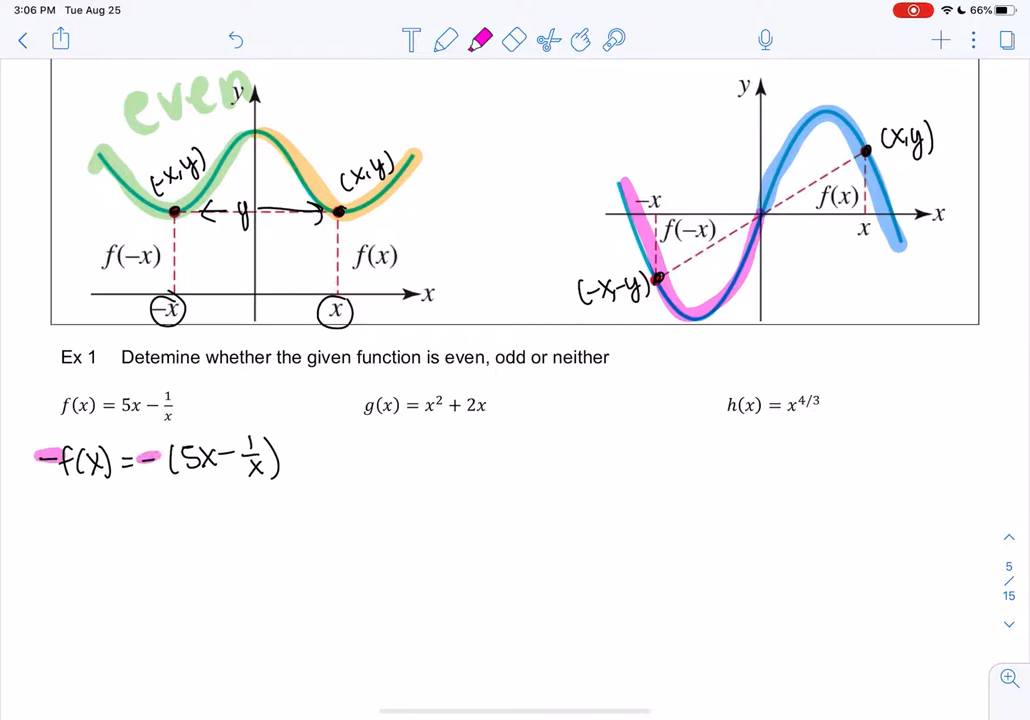 3:06 PM Tue Aug 25
66%
T
even
y
(-x,y)
(x,y)
y
f(–x)
f(x)
–x
x
x
y
(x,y)
–x
f(x)
f(–x)
x
x
(-x,-y)
Ex 1 Detemine whether the given function is even, odd or neither
f(x) = 5x − 1/x
g(x) = x² + 2x
h(x) = x^{4/3}
-f(x) = -(5x - 1/x)
5
/
15